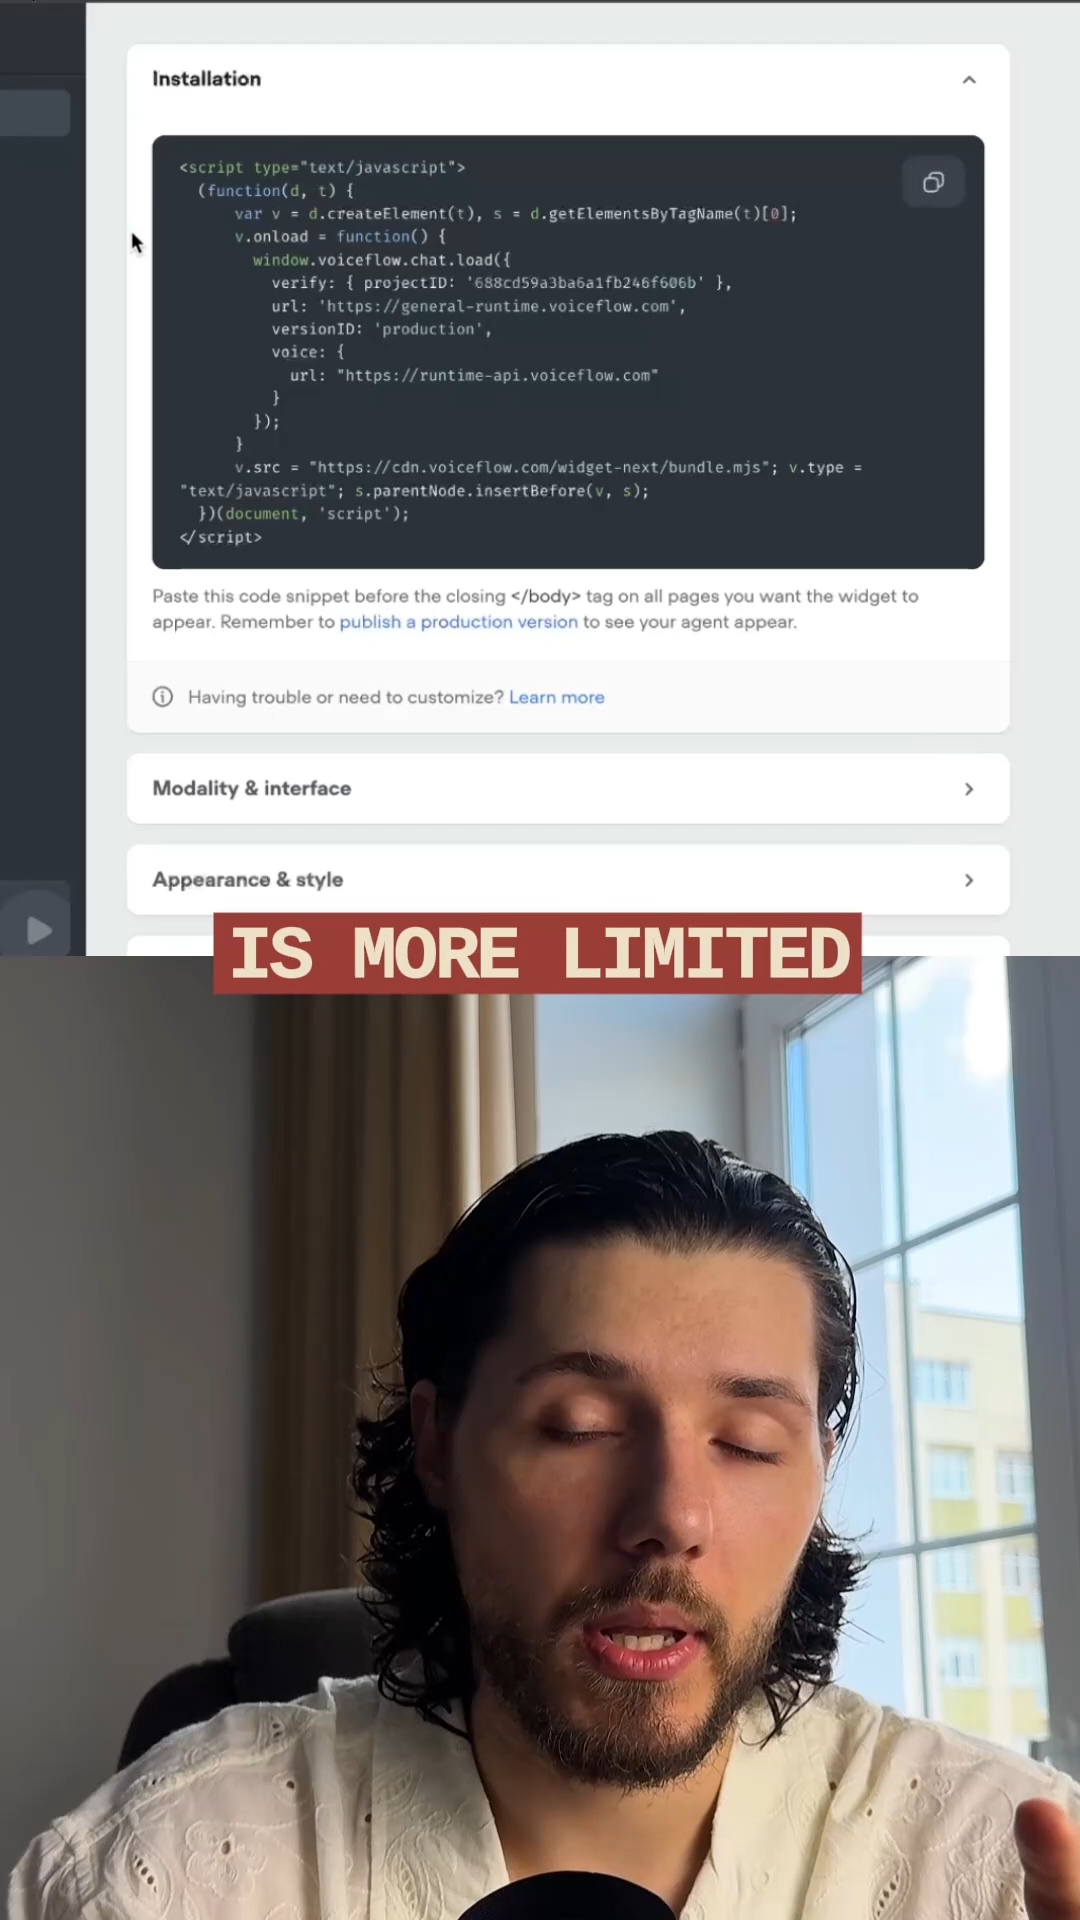 Installation
<script type="text/javascript">
(function(d, t) {
var v = d.createElement(t), s = d.getElementsByTagName(t)[0];
v.onload = function() {
window.voiceflow.chat.load({
verify: { projectID: '688cd59a3ba6a1fb246f606b' },
url: 'https://general-runtime.voiceflow.com',
versionID: 'production',
voice: {
url: "https://runtime-api.voiceflow.com"
}
});
}
v.src = "https://cdn.voiceflow.com/widget-next/bundle.mjs"; v.type =
"text/javascript"; s.parentNode.insertBefore(v, s);
})(document, 'script');
</script>
Paste this code snippet before the closing </body> tag on all pages you want the widget to
appear. Remember to publish a production version to see your agent appear.
Having trouble or need to customize? Learn more
Modality & interface
Appearance & style
IS MORE LIMITED